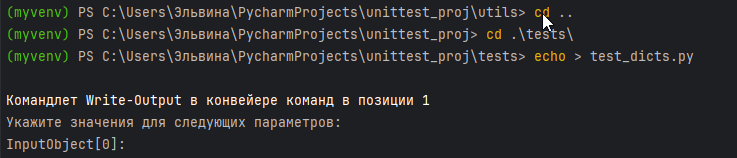 (myvenv) PS C:\Users\Эльвина\PycharmProjects\unittest_proj\utils> cd ..
(myvenv) PS C:\Users\Эльвина\PycharmProjects\unittest_proj> cd .\tests\
(myvenv) PS C:\Users\Эльвина\PycharmProjects\unittest_proj\tests> echo > test_dicts.py
Командлет Write-Output в конвейере команд в позиции 1
Укажите значения для следующих параметров:
InputObject[0]: